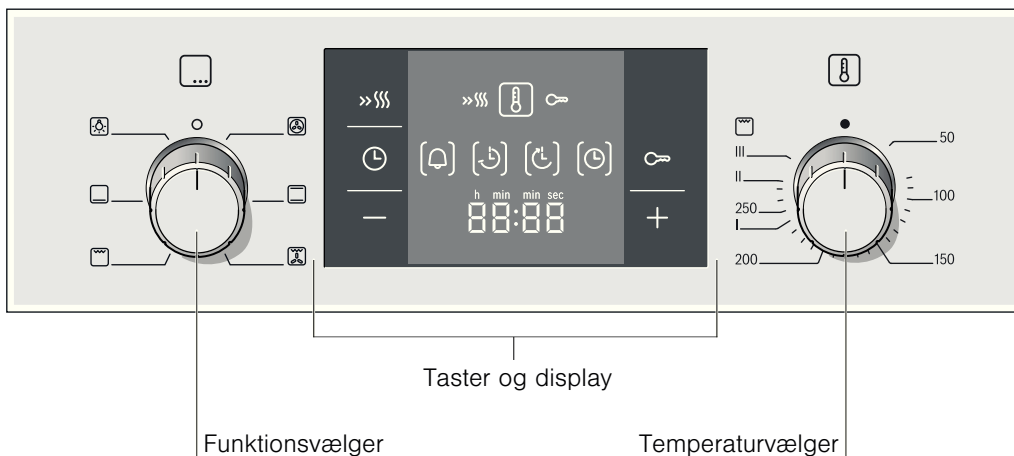 h min min sec
88:88
III
II
250
I
200
50
100
150
Taster og display
Funktionsvælger
Temperaturvælger